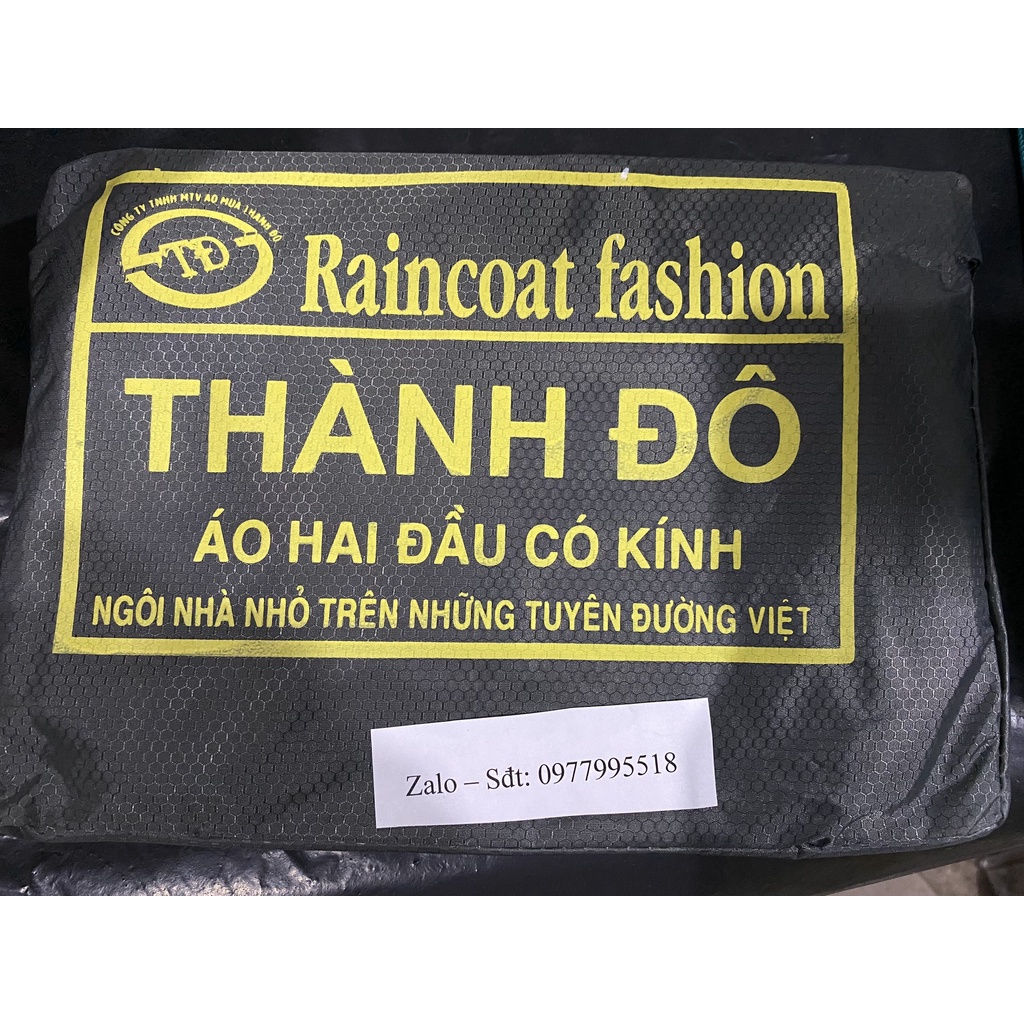 CÔNG TY TNHH MTV ÁO MƯA THÀNH ĐÔ
TĐ
Raincoat fashion
THÀNH ĐÔ
ÁO HAI ĐẦU CÓ KÍNH
NGÔI NHÀ NHỎ TRÊN NHỮNG TUYÊN ĐƯỜNG VIỆT
Zalo – Sđt: 0977995518